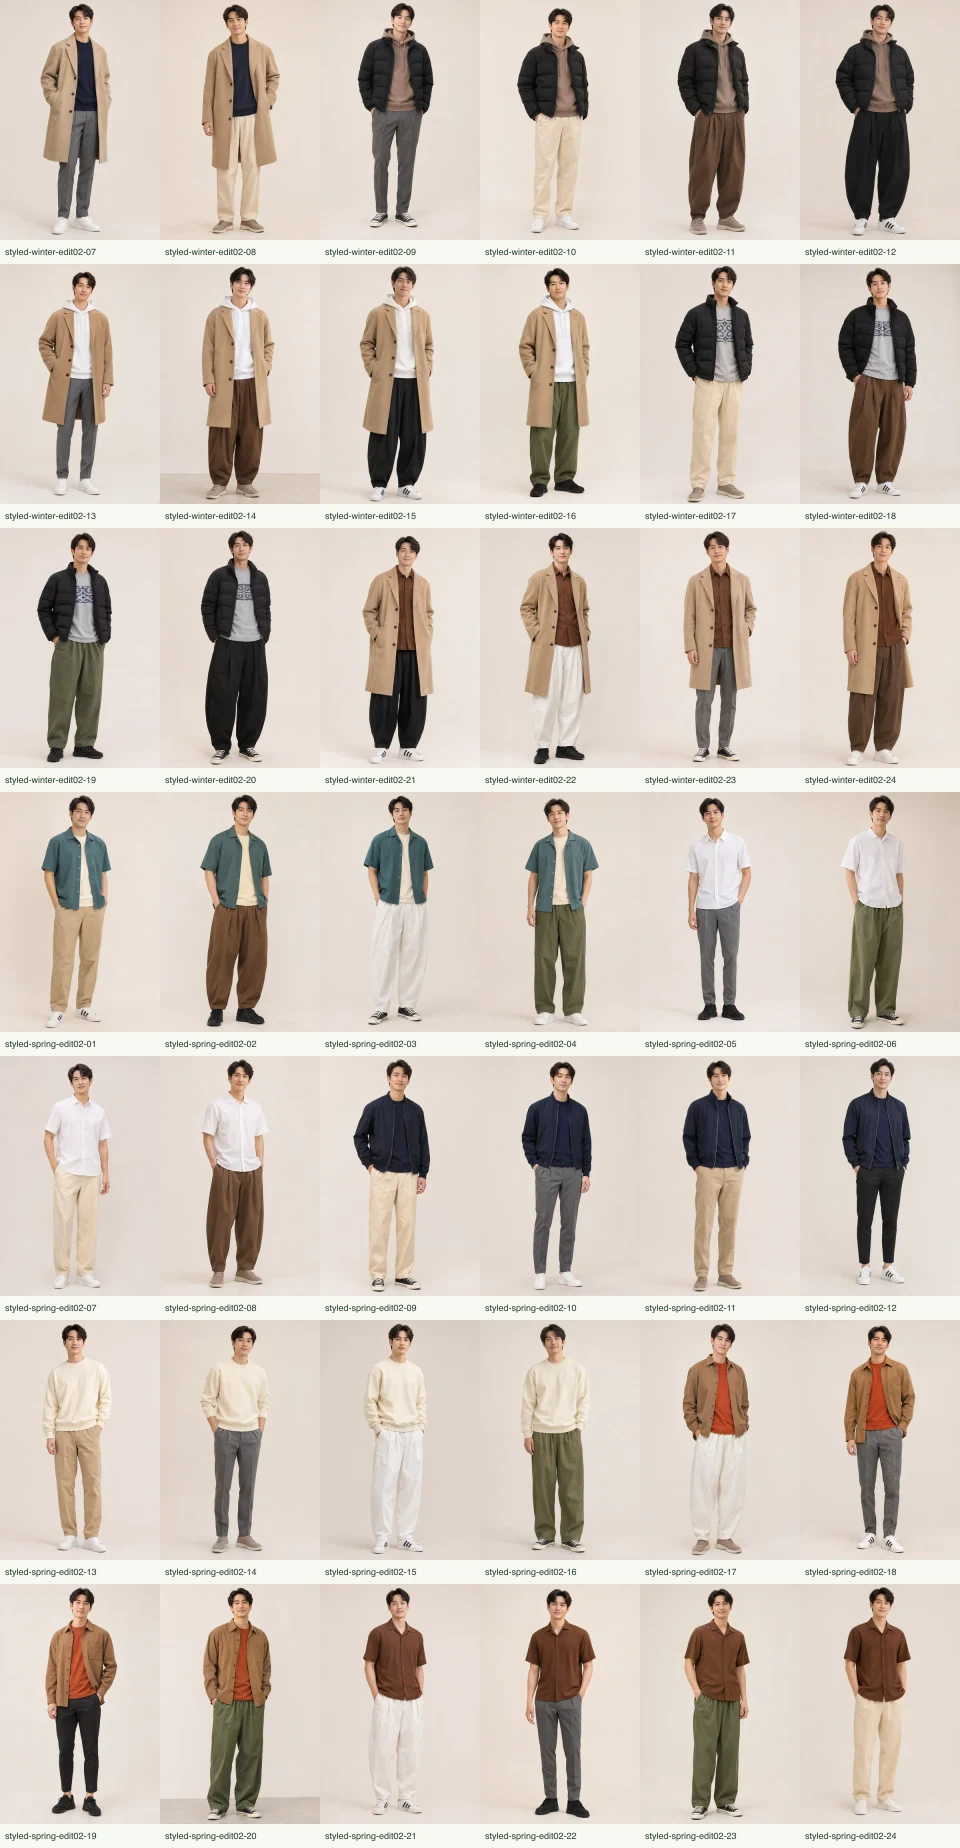 styled-winter-edit02-07
styled-winter-edit02-08
styled-winter-edit02-09
styled-winter-edit02-10
styled-winter-edit02-11
styled-winter-edit02-12
styled-winter-edit02-13
styled-winter-edit02-14
styled-winter-edit02-15
styled-winter-edit02-16
styled-winter-edit02-17
styled-winter-edit02-18
styled-winter-edit02-19
styled-winter-edit02-20
styled-winter-edit02-21
styled-winter-edit02-22
styled-winter-edit02-23
styled-winter-edit02-24
styled-spring-edit02-01
styled-spring-edit02-02
styled-spring-edit02-03
styled-spring-edit02-04
styled-spring-edit02-05
styled-spring-edit02-06
styled-spring-edit02-07
styled-spring-edit02-08
styled-spring-edit02-09
styled-spring-edit02-10
styled-spring-edit02-11
styled-spring-edit02-12
styled-spring-edit02-13
styled-spring-edit02-14
styled-spring-edit02-15
styled-spring-edit02-16
styled-spring-edit02-17
styled-spring-edit02-18
styled-spring-edit02-19
styled-spring-edit02-20
styled-spring-edit02-21
styled-spring-edit02-22
styled-spring-edit02-23
styled-spring-edit02-24